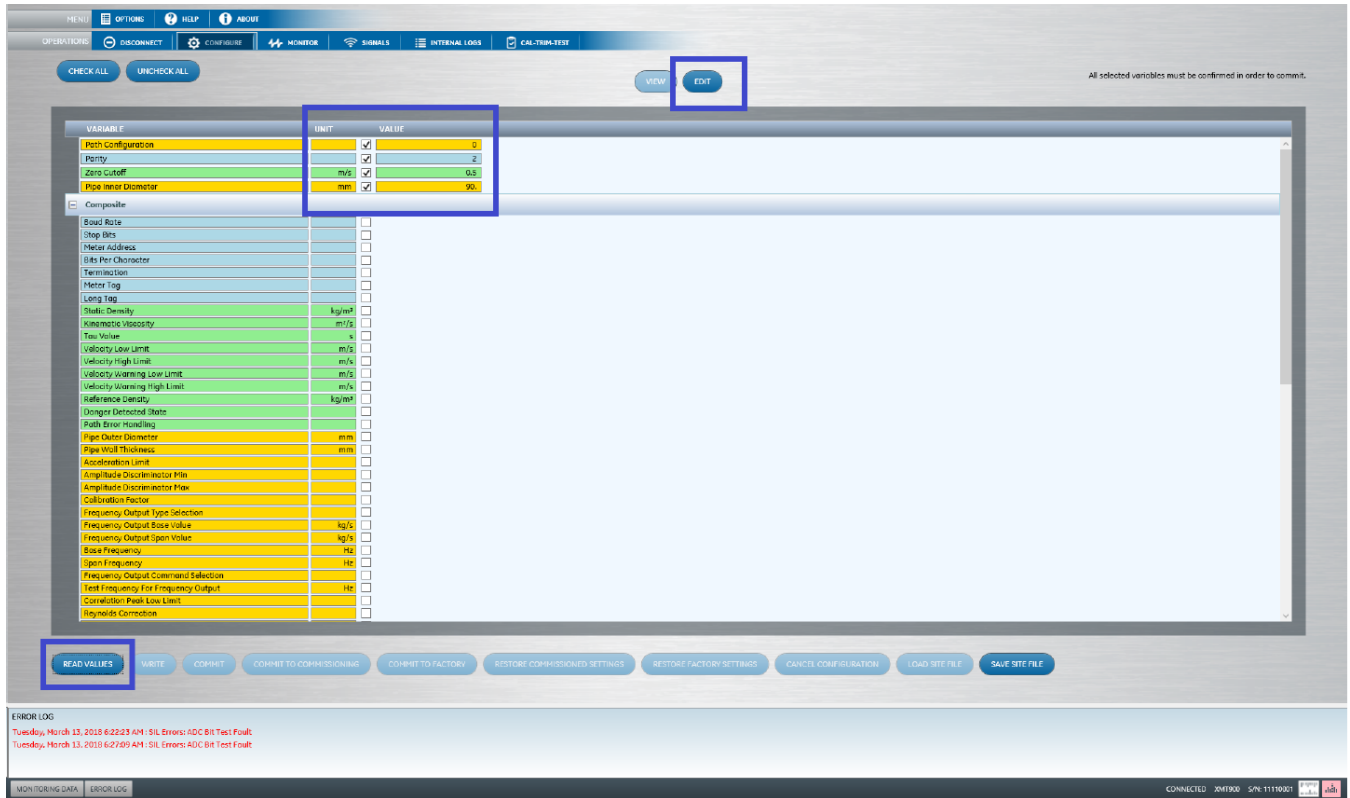 MENU OPTIONS HELP ABOUT
OPERATIONS DISCONNECT CONFIGURE MONITOR SIGNALS INTERNAL LOGS CAL-TRIM-TEST
CHECK ALL UNCHECK ALL VIEW EDIT All selected variables must be confirmed in order to commit.
VARIABLE UNIT VALUE
Path Configuration 0
Parity 2
Zero Cutoff m/s 0.5
Pipe Inner Diameter mm 90.
Composite
Baud Rate
Stop Bits
Meter Address
Bits Per Character
Termination
Meter Tag
Long Tag
Static Density kg/m³
Kinematic Viscosity m²/s
Tau Value s
Velocity Low Limit m/s
Velocity High Limit m/s
Velocity Warning Low Limit m/s
Velocity Warning High Limit m/s
Reference Density kg/m³
Danger Detected State
Path Error Handling
Pipe Outer Diameter mm
Pipe Wall Thickness mm
Acceleration Limit
Amplitude Discriminator Min
Amplitude Discriminator Max
Calibration Factor
Frequency Output Type Selection
Frequency Output Base Value kg/s
Frequency Output Span Value kg/s
Base Frequency Hz
Span Frequency Hz
Frequency Output Command Selection
Test Frequency For Frequency Output Hz
Correlation Peak Low Limit
Reynolds Correction
READ VALUES WRITE COMMIT COMMIT TO COMMISSIONING COMMIT TO FACTORY RESTORE COMMISSIONED SETTINGS RESTORE FACTORY SETTINGS CANCEL CONFIGURATION LOAD SITE FILE SAVE SITE FILE
ERROR LOG
Tuesday, March 13, 2018 6:22:23 AM : SIL Errors: ADC Bit Test Fault
Tuesday, March 13, 2018 6:27:09 AM : SIL Errors: ADC Bit Test Fault
MONITORING DATA ERROR LOG CONNECTED XMT900 S/N: 11110001